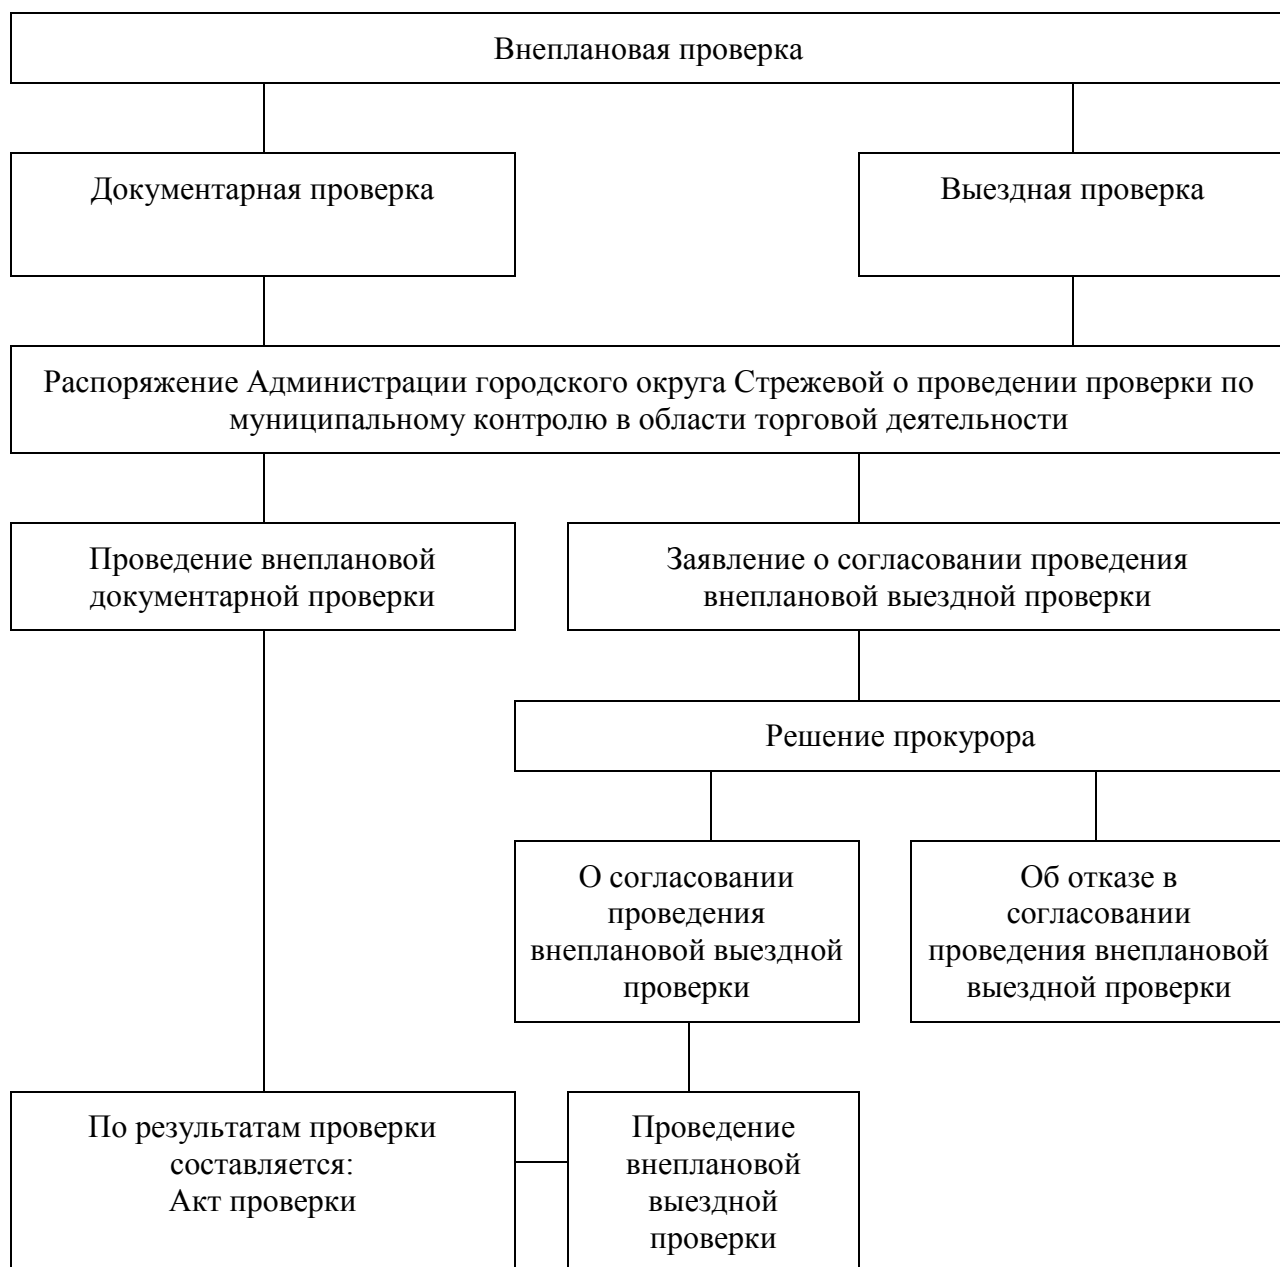 Внеплановая проверка
Документарная проверка
Выездная проверка
Распоряжение Администрации городского округа Стрежевой о проведении проверки по
муниципальному контролю в области торговой деятельности
Проведение внеплановой
документарной проверки
Заявление о согласовании проведения
внеплановой выездной проверки
Решение прокурора
О согласовании
проведения
внеплановой выездной
проверки
Об отказе в
согласовании
проведения внеплановой
выездной проверки
По результатам проверки
составляется:
Акт проверки
Проведение
внеплановой
выездной
проверки